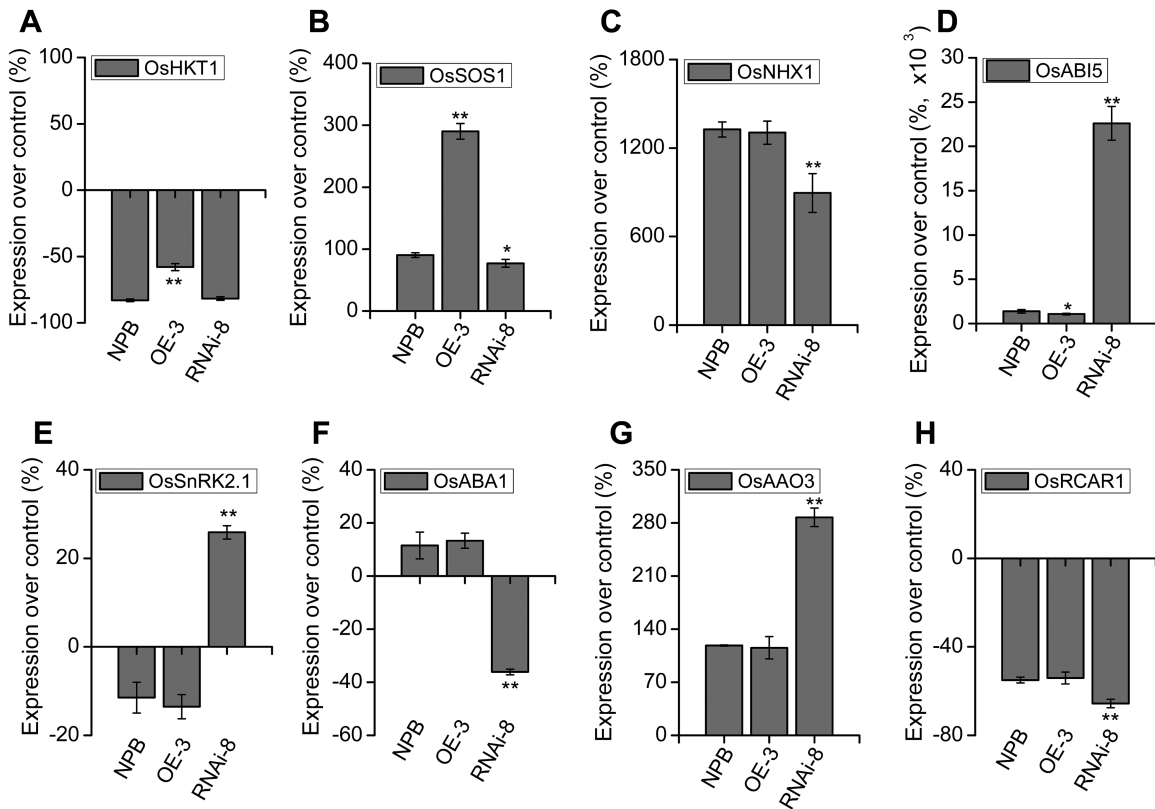 A
Expression over control (%)
OsHKT1
100
50
0
-50
-100
**
NPB
OE-3
RNAi-8
B
Expression over control (%)
OsSOS1
400
300
200
100
0
**
*
NPB
OE-3
RNAi-8
C
Expression over control (%)
OsNHX1
1800
1200
600
0
**
NPB
OE-3
RNAi-8
D
Expression over control (%, x10³)
OsABI5
30
25
20
15
10
5
0
*
**
NPB
OE-3
RNAi-8
E
Expression over control (%)
OsSnRK2.1
40
20
0
-20
**
NPB
OE-3
RNAi-8
F
Expression over control (%)
OsABA1
40
20
0
-20
-40
-60
**
NPB
OE-3
RNAi-8
G
Expression over control (%)
OsAAO3
350
280
210
140
70
0
**
NPB
OE-3
RNAi-8
H
Expression over control (%)
OsRCAR1
40
0
-40
-80
**
NPB
OE-3
RNAi-8